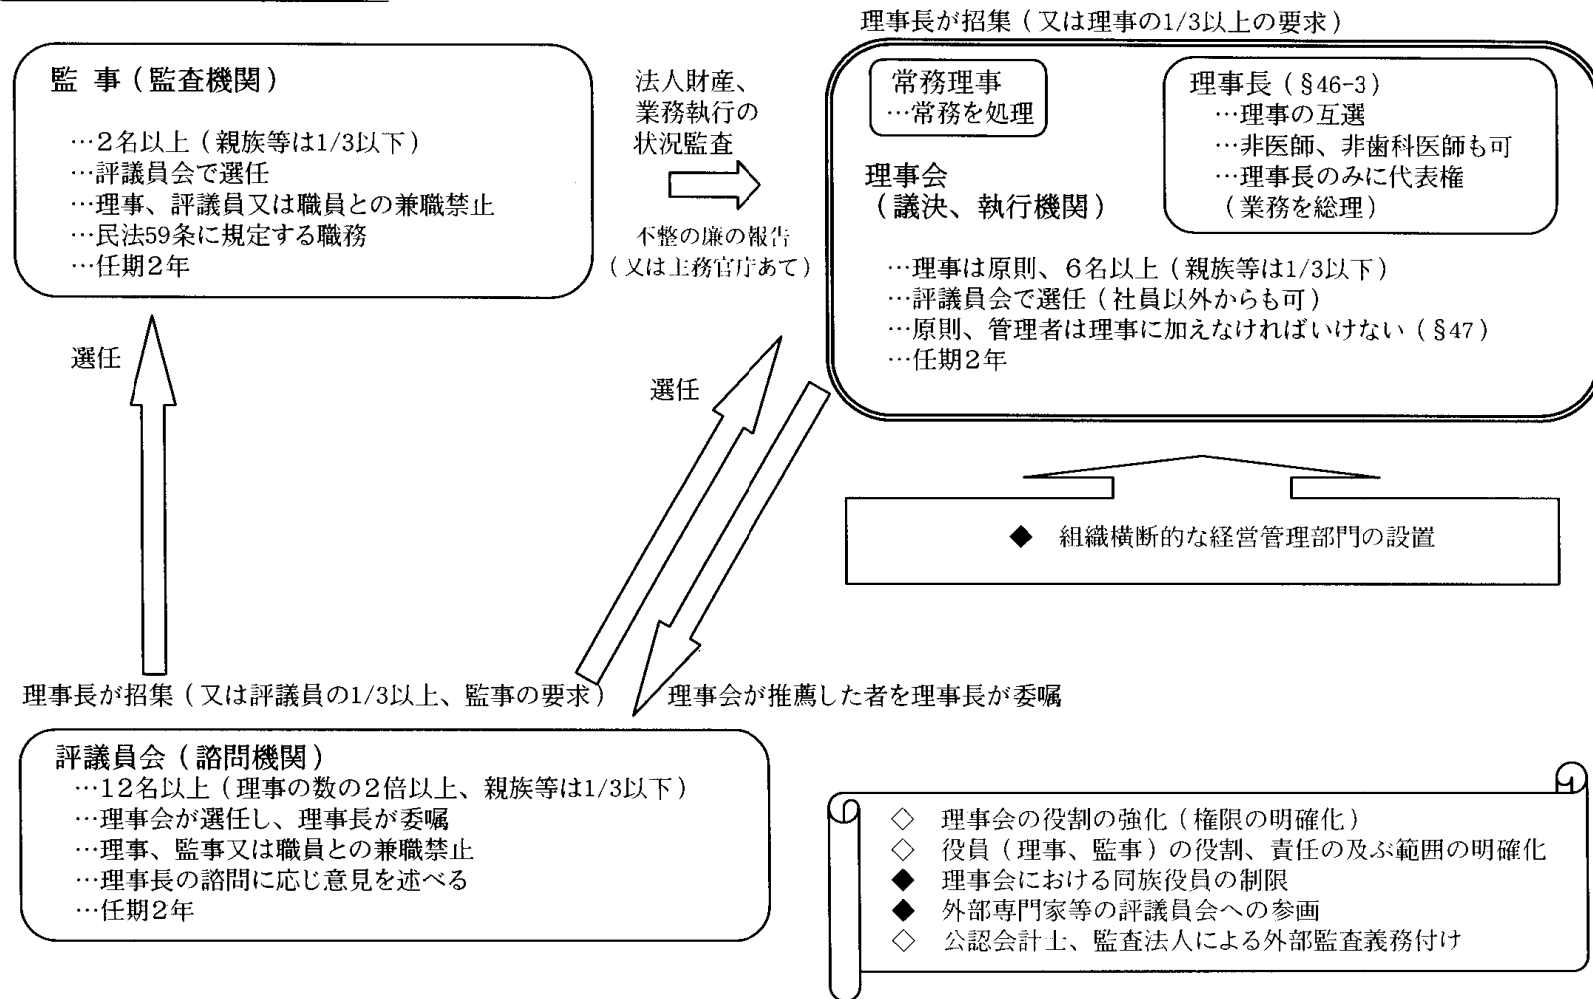 理事長が招集（又は理事の1/3以上の要求）
監 事（監査機関）
…2名以上（親族等は1/3以下）
…評議員会で選任
…理事、評議員又は職員との兼職禁止
…民法59条に規定する職務
…任期2年
法人財産、
業務執行の
状況監査
不整の廉の報告
（又は主務官庁あて）
常務理事
…常務を処理
理事長（§46-3）
…理事の互選
…非医師、非歯科医師も可
…理事長のみに代表権
（業務を総理）
理事会
（議決、執行機関）
…理事は原則、6名以上（親族等は1/3以下）
…評議員会で選任（社員以外からも可）
…原則、管理者は理事に加えなければいけない（§47）
…任期2年
選任
選任
◆ 組織横断的な経営管理部門の設置
理事長が招集（又は評議員の1/3以上、監事の要求）
理事会が推薦した者を理事長が委嘱
評議員会（諮問機関）
…12名以上（理事の数の2倍以上、親族等は1/3以下）
…理事会が選任し、理事長が委嘱
…理事、監事又は職員との兼職禁止
…理事長の諮問に応じ意見を述べる
…任期2年
◇ 理事会の役割の強化（権限の明確化）
◇ 役員（理事、監事）の役割、責任の及ぶ範囲の明確化
◆ 理事会における同族役員の制限
◆ 外部専門家等の評議員会への参画
◇ 公認会計士、監査法人による外部監査義務付け